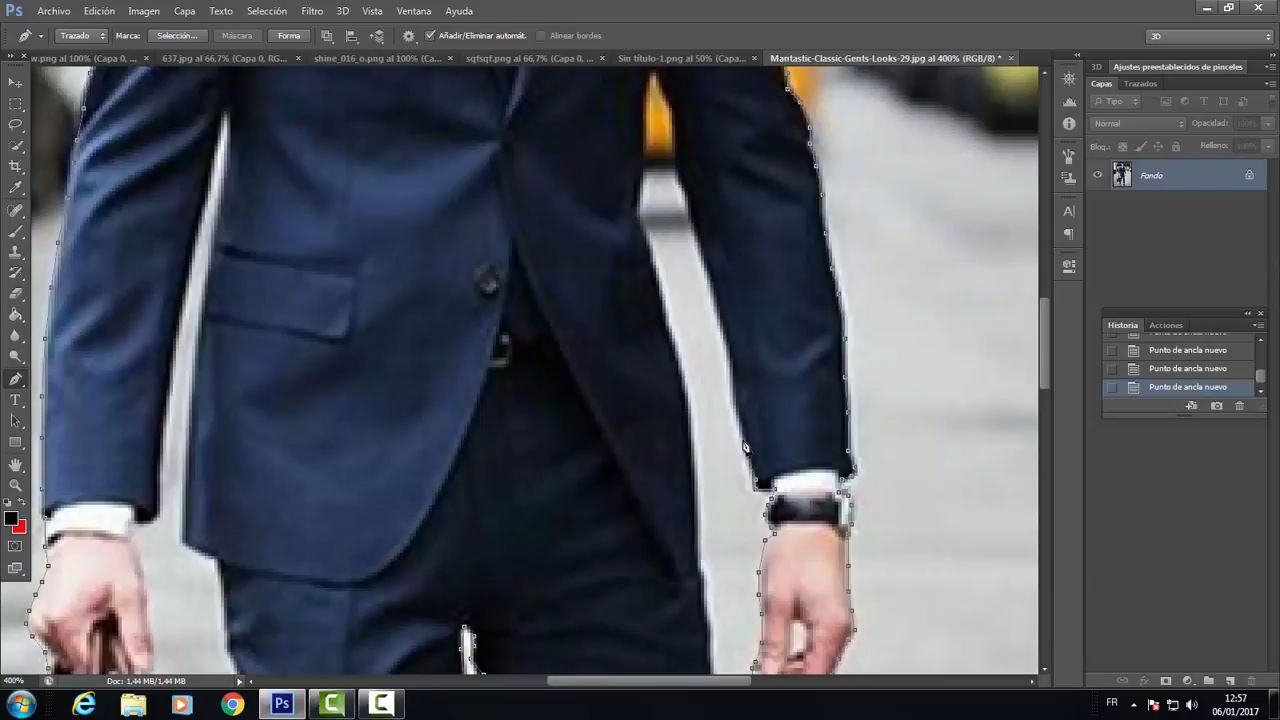 Ps Archivo Edición Imagen Capa Texto Selección Filtro 3D Vista Ventana Ayuda
Trazado Marca: Selección... Máscara Forma Añadir/Eliminar automát. Alinear bordes 3D
w.png al 66,7% (Capa 0, ... × 637.jpg al 66,7% (Capa 0, RG... × shine_016_o.png al 100% (Capa... × sqfsqf.png al 66,7% (Capa 0, ... × Sin título-1.png al 50% (Capa... × Mantastic-Classic-Gents-Looks-29.jpg al 400% (RGB/8) * ×
3D Ajustes preestablecidos de pinceles
Capas Trazados
Tipo
Normal Opacidad: 100%
Bloq.: Relleno: 100%
Fondo
Historia Acciones
Punto de ancla nuevo
Punto de ancla nuevo
Punto de ancla nuevo
400% Doc: 1,44 MB/1,44 MB
Ps FR 12:57
06/01/2017